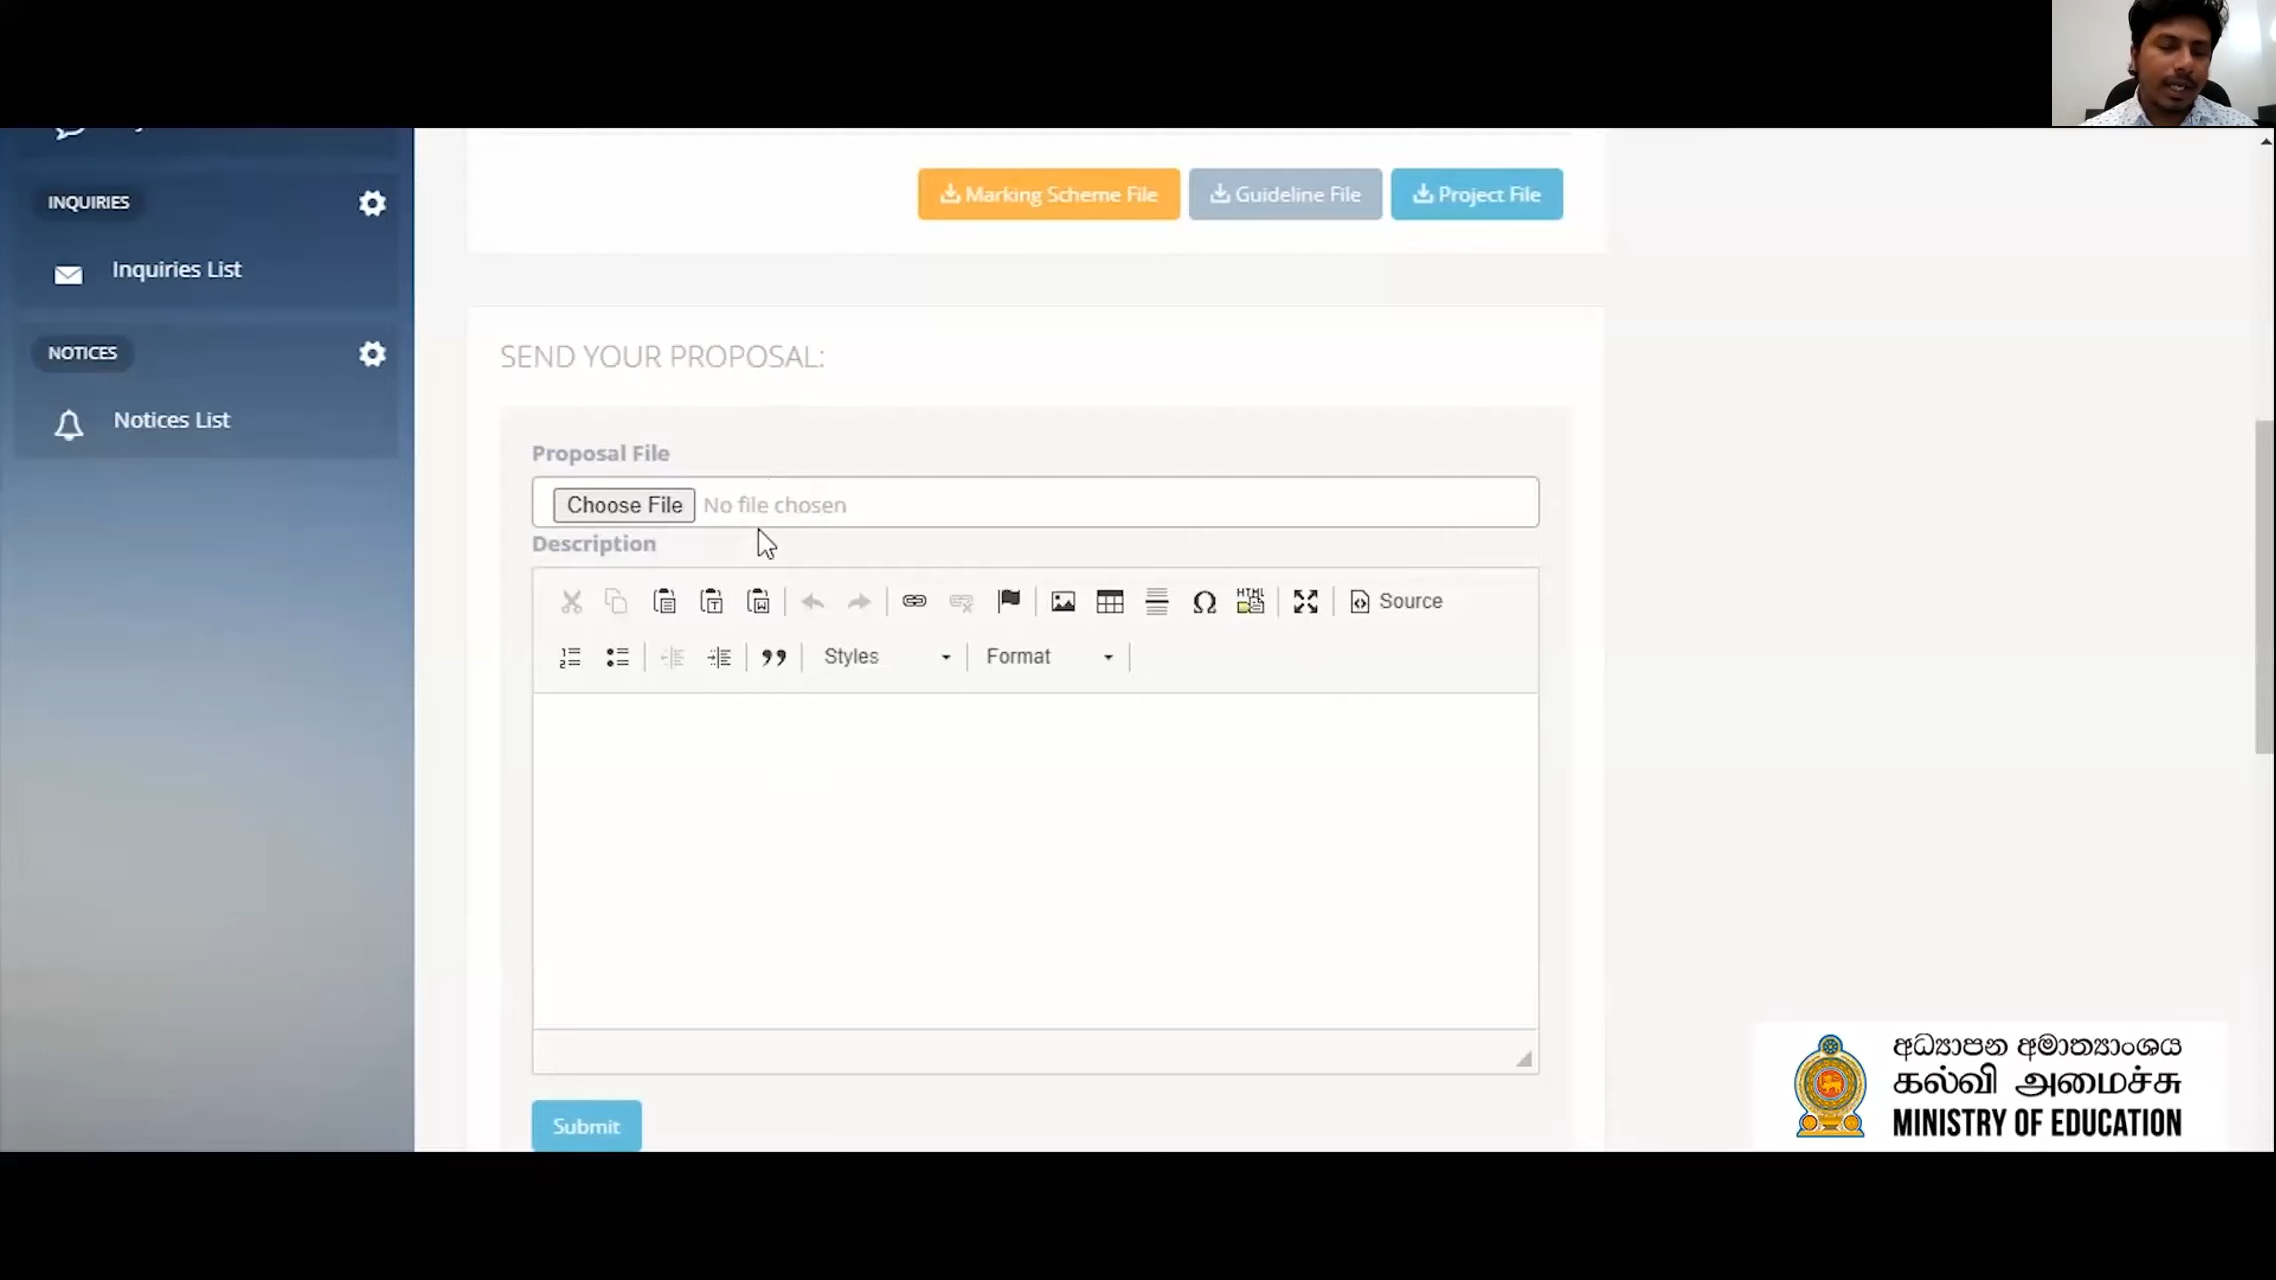 Marking Scheme File
Guideline File
Project File
INQUIRIES
Inquiries List
NOTICES
Notices List
SEND YOUR PROPOSAL:
Proposal File
Choose File No file chosen
Description
HTML
Source
Styles
Format
Submit
අධ්‍යාපන අමාත්‍යාංශය
கல்வி அமைச்சு
MINISTRY OF EDUCATION